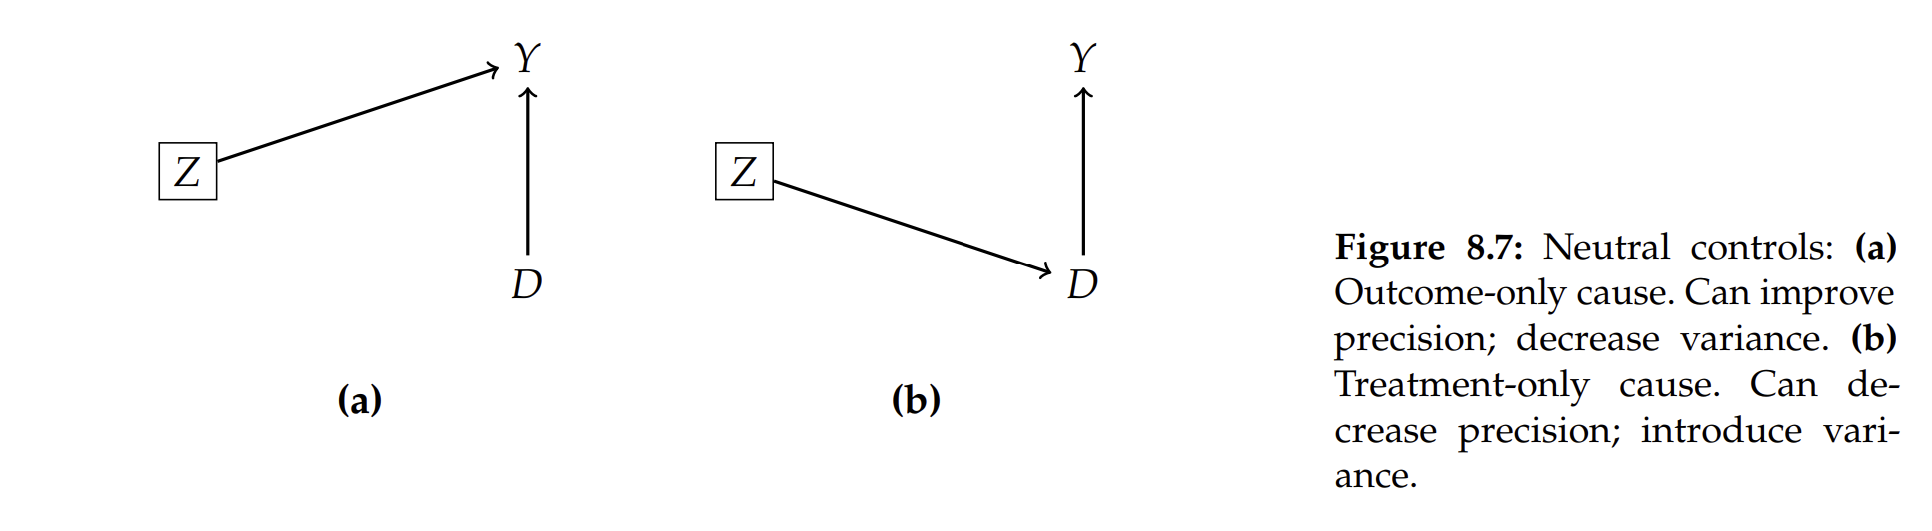 Y
Z
D
(a)
Y
Z
D
(b)
Figure 8.7: Neutral controls: (a)
Outcome-only cause. Can improve
precision; decrease variance. (b)
Treatment-only cause. Can de-
crease precision; introduce vari-
ance.